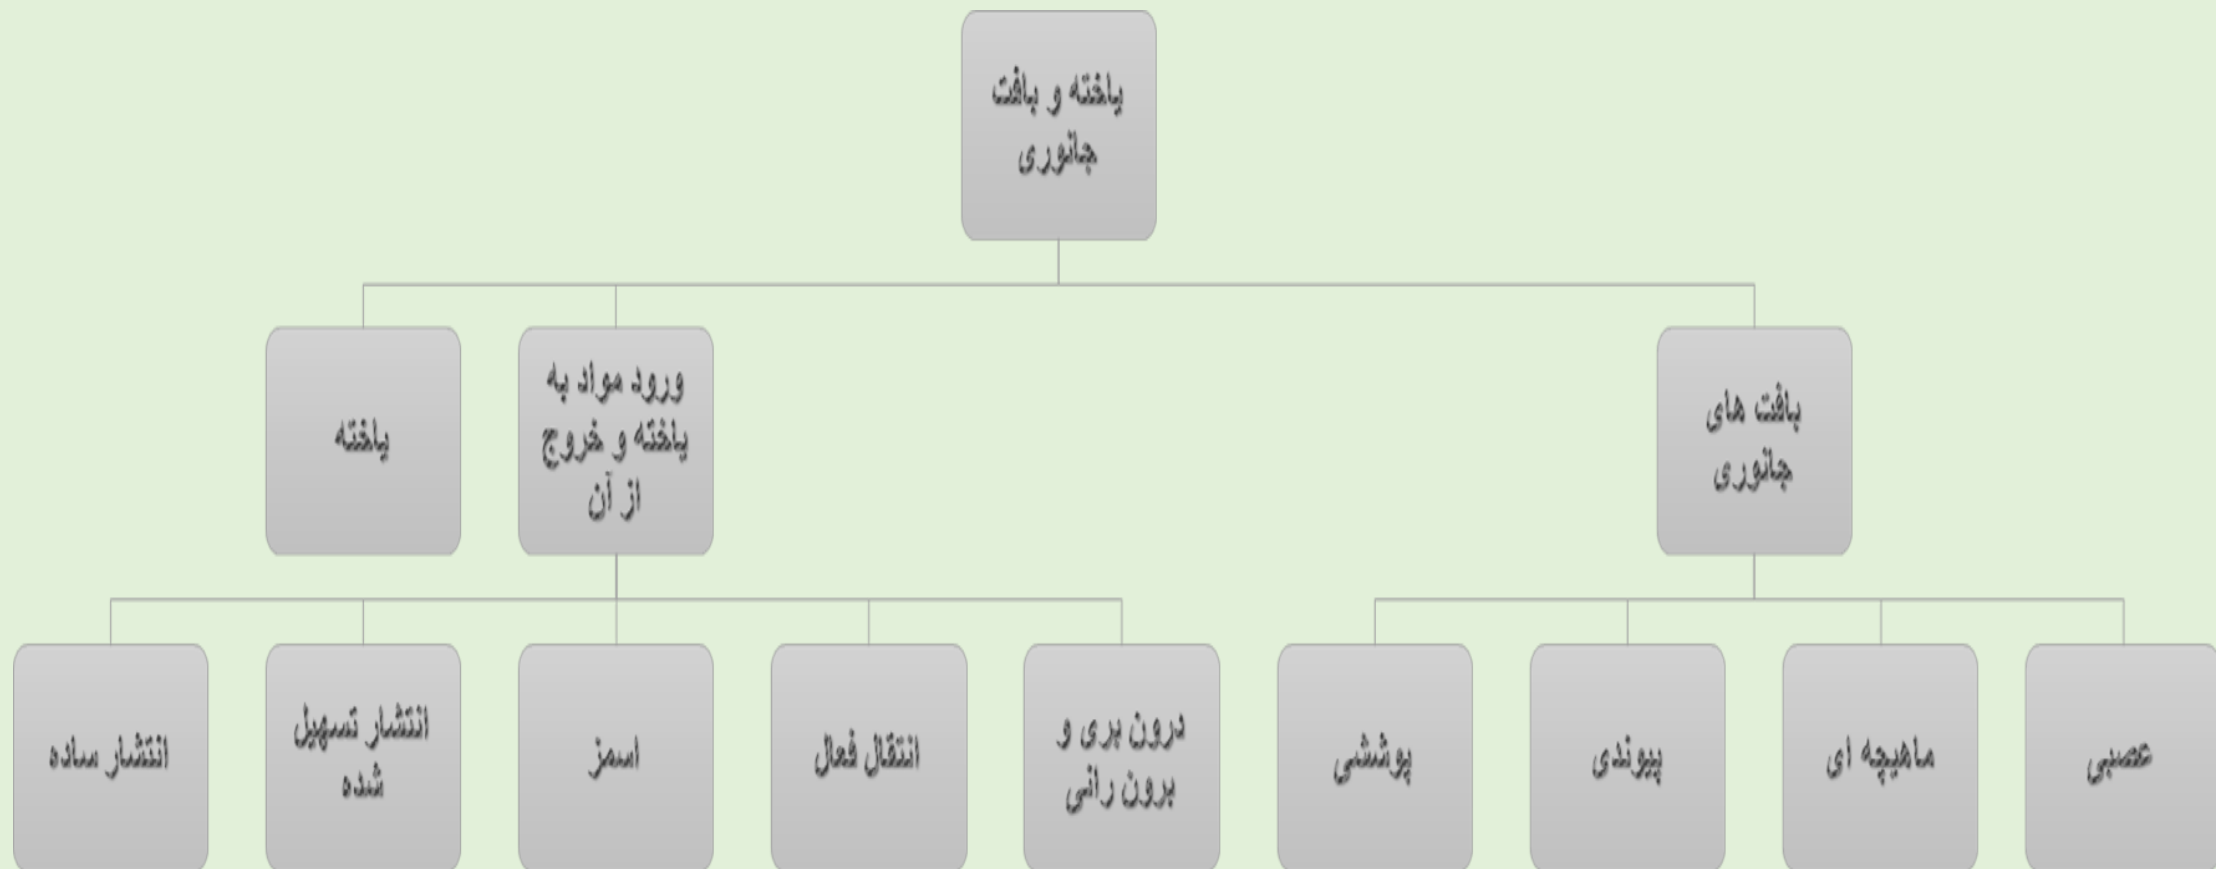 یاخته و بافت
جانوری
یاخته
ورود مواد به
یاخته و خروج
از آن
بافت های
جانوری
انتشار ساده
انتشار تسهیل
شده
اسمز
انتقال فعال
درون بری و
برون رانی
پوششی
پیوندی
ماهیچه ای
عصبی